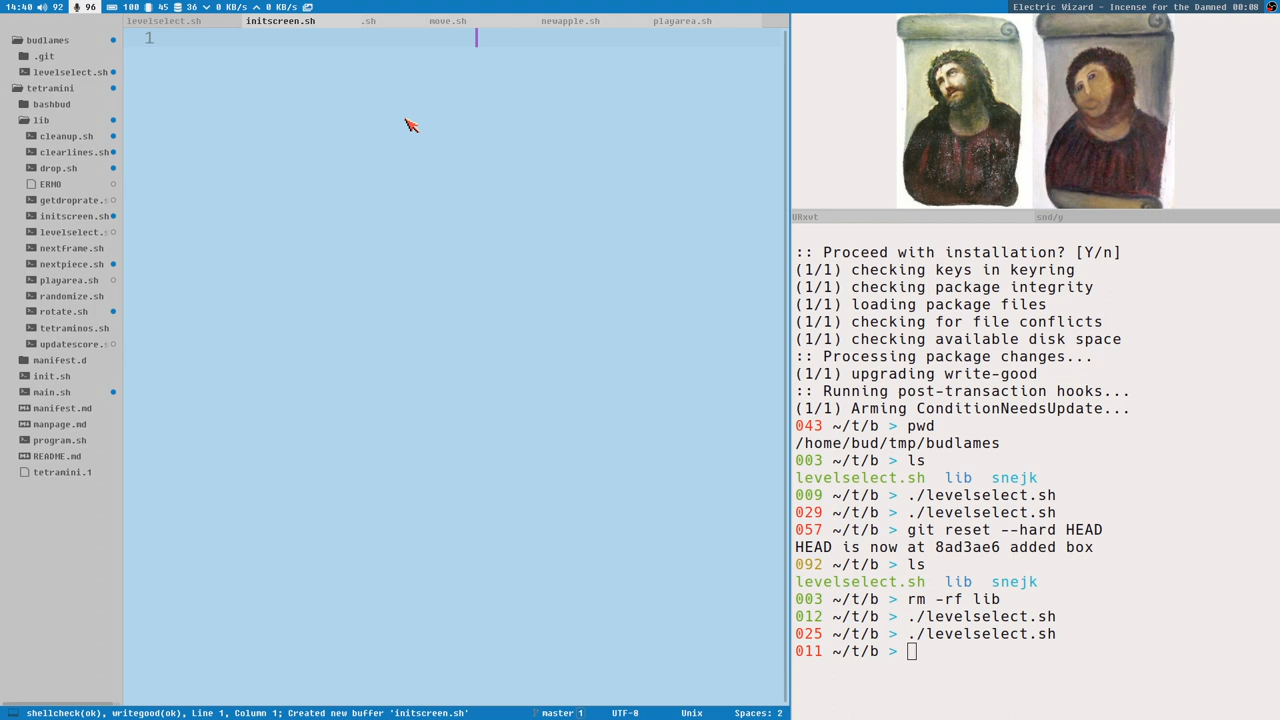 14:40 92 96 100 45 36 0 KB/s 0 KB/s
Electric Wizard - Incense for the Damned 00:08
levelselect.sh initscreen.sh .sh move.sh newapple.sh playarea.sh
1
budlames
.git
levelselect.sh
tetramini
bashbud
lib
cleanup.sh
clearlines.sh
drop.sh
ERMO
getdroprate.s
initscreen.sh
levelselect.s
nextframe.sh
nextpiece.sh
playarea.sh
randomize.sh
rotate.sh
tetraminos.sh
updatescore.s
manifest.d
init.sh
main.sh
manifest.md
manpage.md
program.sh
README.md
tetramini.1
shellcheck(ok), writegood(ok), Line 1, Column 1; Created new buffer 'initscreen.sh' master 1 UTF-8 Unix Spaces: 2
URxvt snd/y
:: Proceed with installation? [Y/n]
(1/1) checking keys in keyring
(1/1) checking package integrity
(1/1) loading package files
(1/1) checking for file conflicts
(1/1) checking available disk space
:: Processing package changes...
(1/1) upgrading write-good
:: Running post-transaction hooks...
(1/1) Arming ConditionNeedsUpdate...
043 ~/t/b > pwd
/home/bud/tmp/budlames
003 ~/t/b > ls
levelselect.sh lib snejk
009 ~/t/b > ./levelselect.sh
029 ~/t/b > ./levelselect.sh
057 ~/t/b > git reset --hard HEAD
HEAD is now at 8ad3ae6 added box
092 ~/t/b > ls
levelselect.sh lib snejk
003 ~/t/b > rm -rf lib
012 ~/t/b > ./levelselect.sh
025 ~/t/b > ./levelselect.sh
011 ~/t/b >